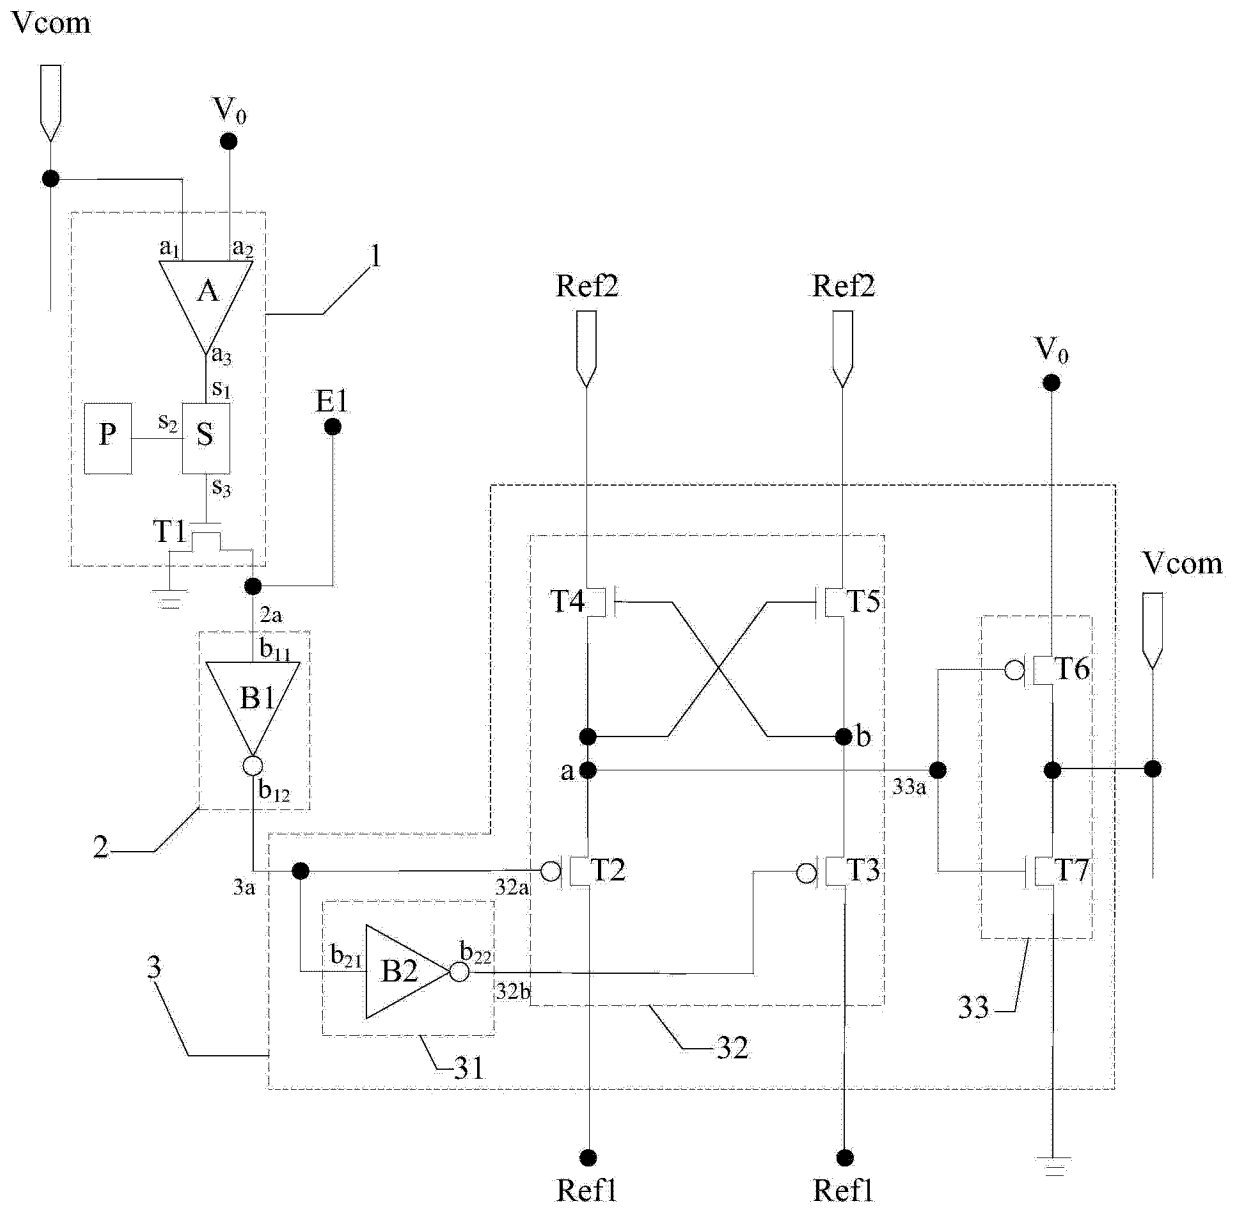 Vcom
V₀
a₁ a₂
1
A
a₃
Ref2 Ref2
s₁
V₀
E1
P s₂ S
s₃
T1
Vcom
T4 T5
2a
b₁₁
T6
B1
b
a
b₁₂ 33a
2
T2 T3 T7
3a 32a
b₂₁ B2 b₂₂
3 32b
33
32
31
Ref1 Ref1